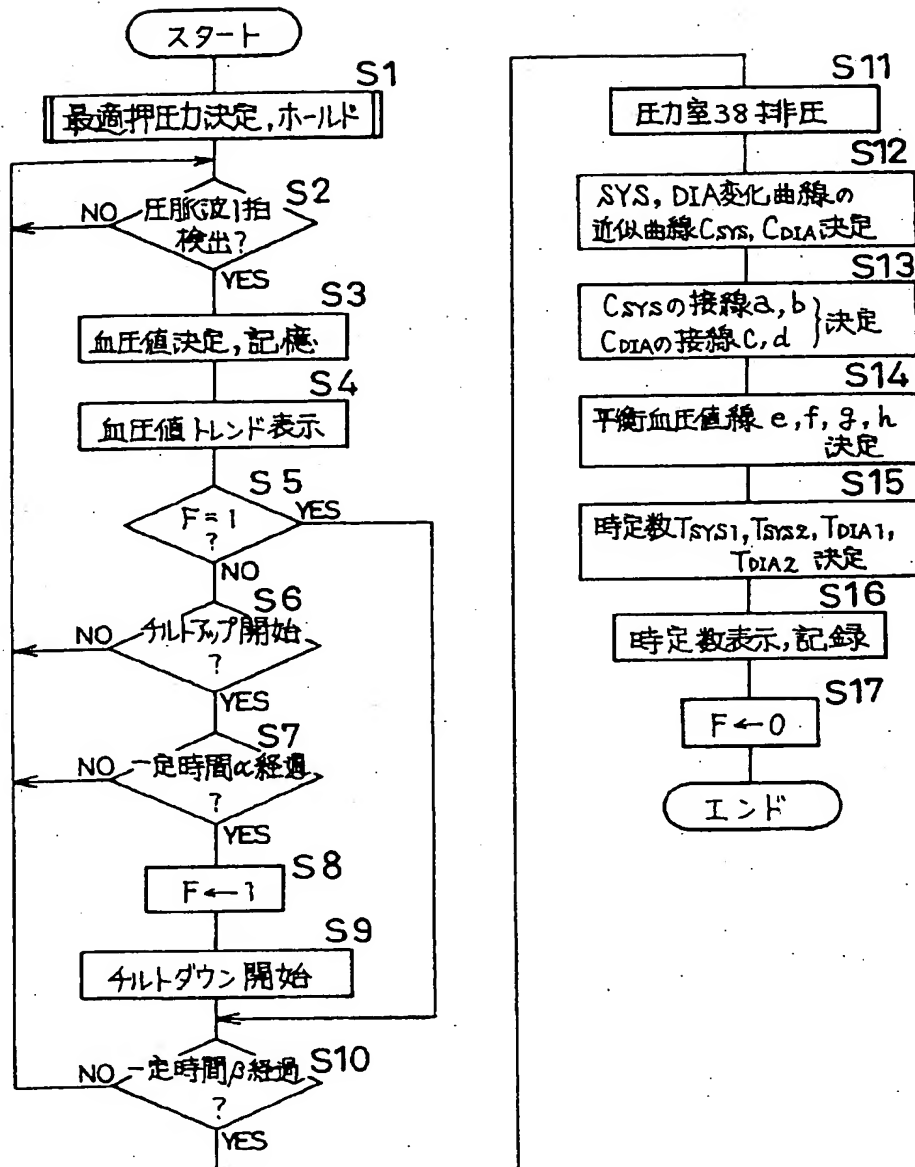 スタート
S1
最適押圧力決定,ホールド
S2
圧脈波1拍
検出?
NO
YES
S3
血圧値決定,記憶
S4
血圧値トレンド表示
S5
F=1
?
YES
NO
S6
チルトアップ開始
?
NO
YES
S7
一定時間α経過
?
NO
YES
S8
F←1
S9
チルトダウン開始
S10
一定時間β経過
?
NO
YES
S11
圧力室38排圧
S12
SYS, DIA変化曲線の
近似曲線CSYS, CDIA決定
S13
CSYSの接線a, b
CDIAの接線c, d
}決定
S14
平衡血圧値線 e, f, g, h
決定
S15
時定数TSYS1, TSYS2, TDIA1,
TDIA2 決定
S16
時定数表示,記録
S17
F←0
エンド